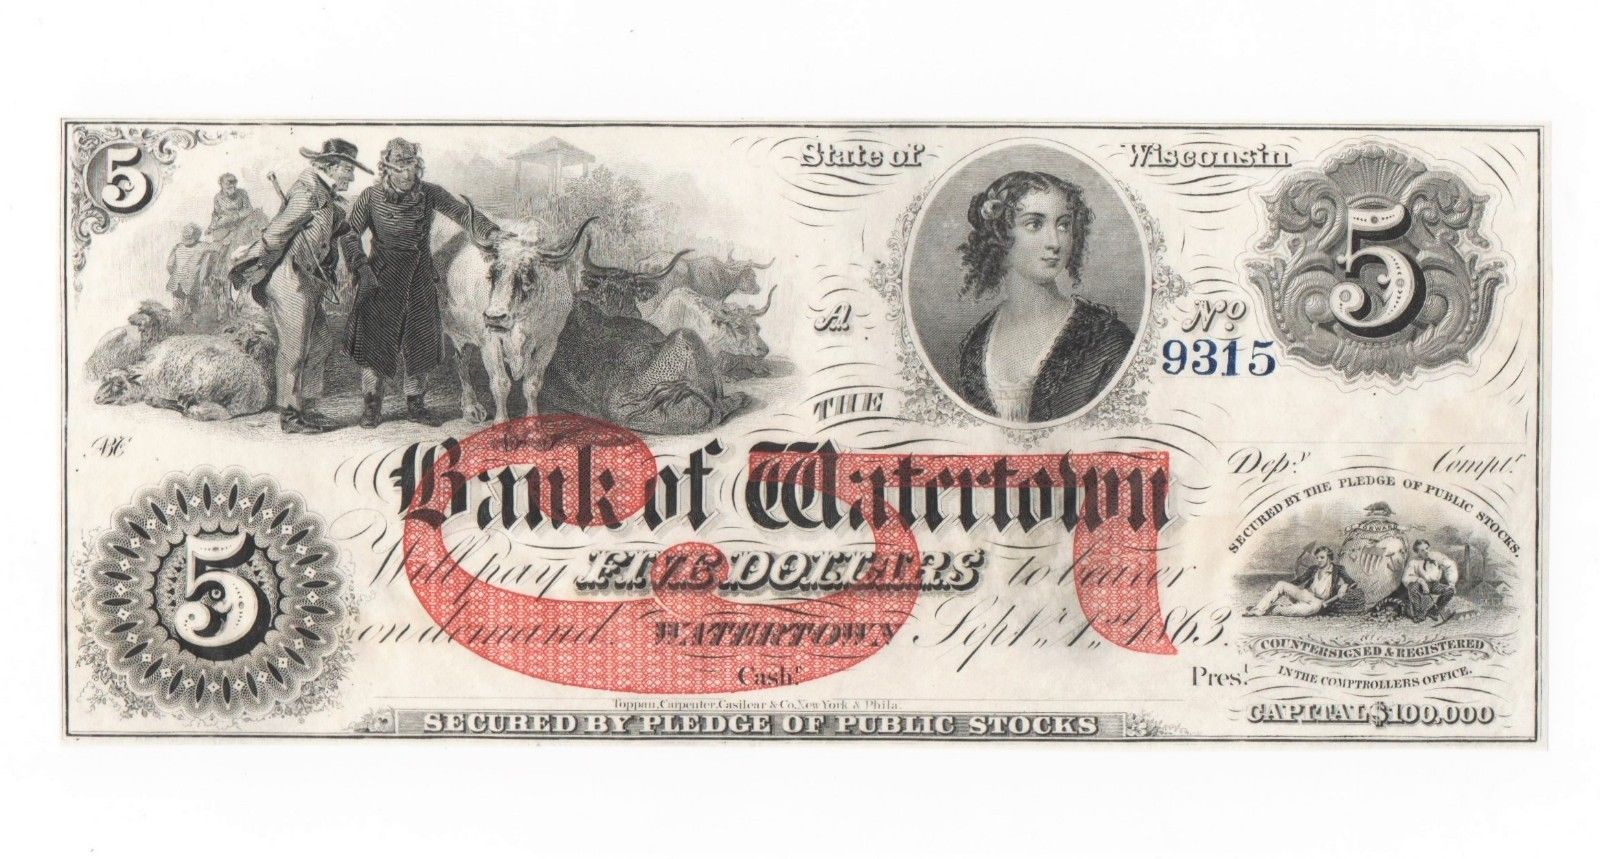 5
State of Wisconsin
5
A
No
9315
THE
Bank of Watertown
Dep.y Compt.r
5
Will pay FIVE DOLLARS to bearer
on demand. WATERTOWN Sept.r 1.st 1863.
5
SECURED BY THE PLEDGE OF PUBLIC STOCKS.
FORWARD
COUNTERSIGNED & REGISTERED
IN THE COMPTROLLERS OFFICE.
Cash.r Pres.t
Toppan, Carpenter, Casilear & Co. New York & Phila.
SECURED BY PLEDGE OF PUBLIC STOCKS
CAPITAL $100,000